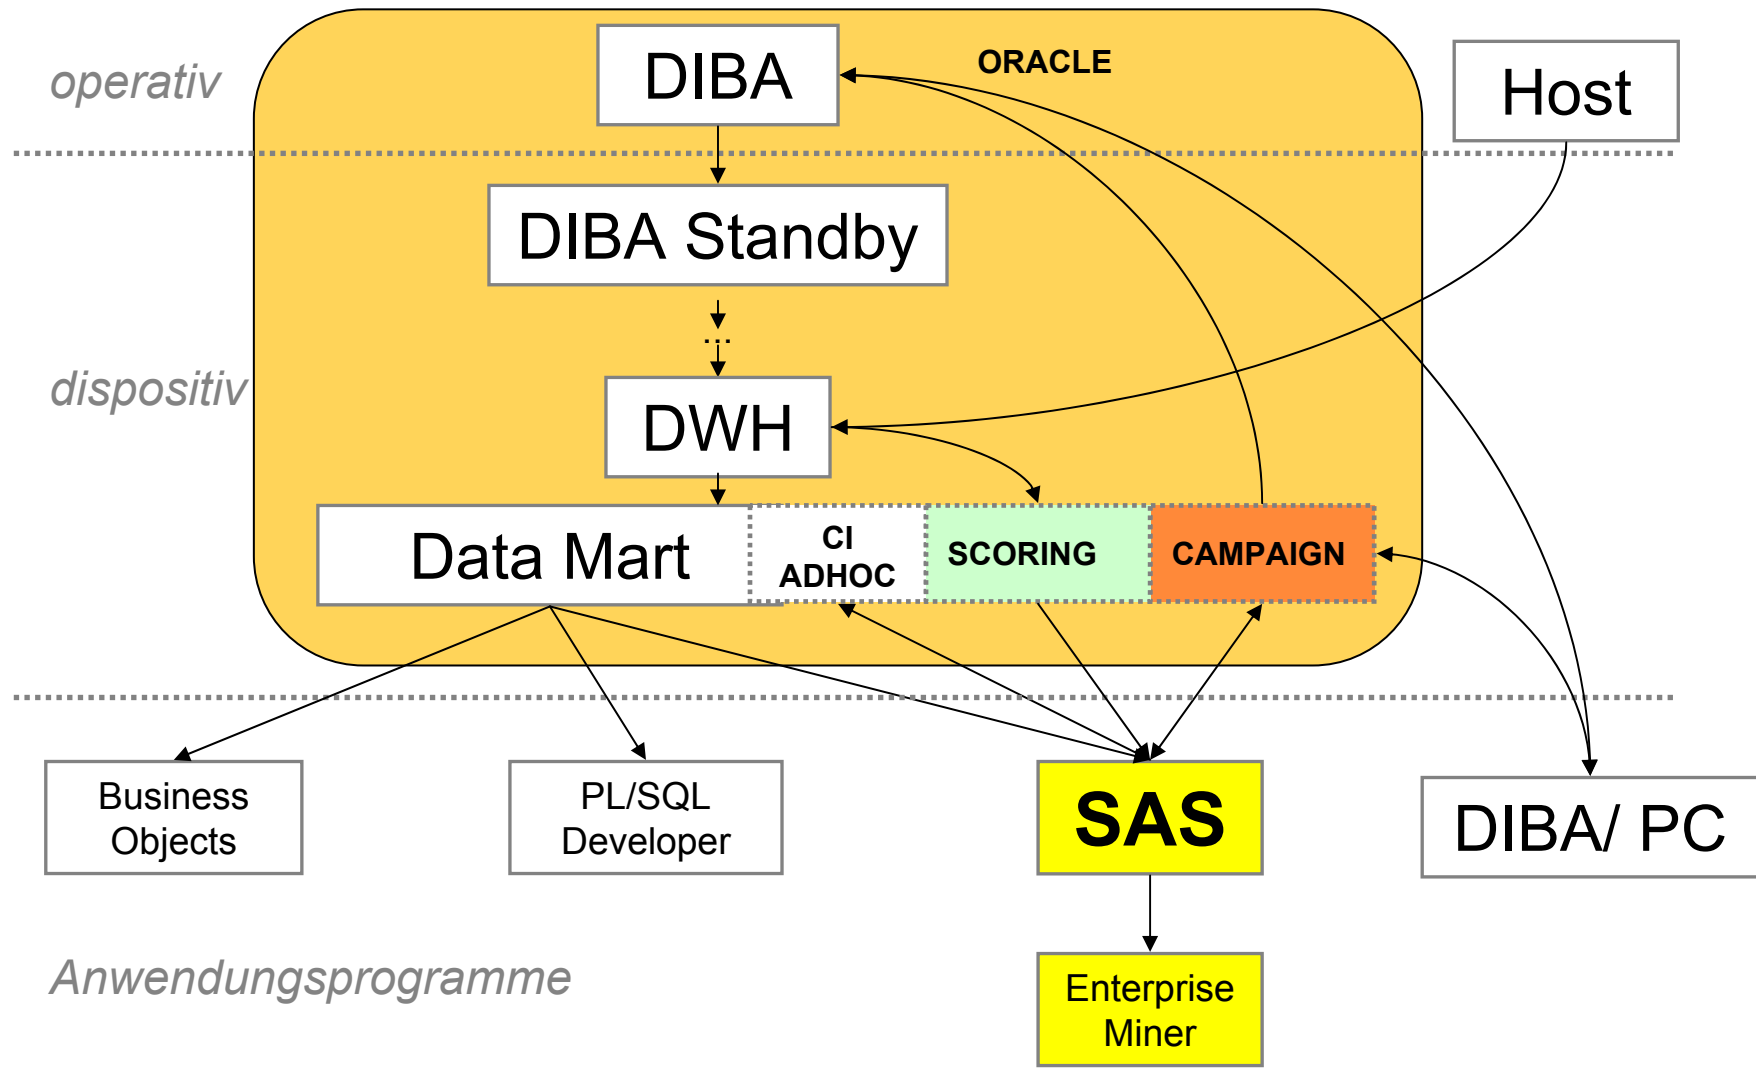 operativ
DIBA
ORACLE
Host
DIBA Standby
...
dispositiv
DWH
Data Mart
CI
ADHOC
SCORING
CAMPAIGN
Business
Objects
PL/SQL
Developer
SAS
DIBA/ PC
Anwendungsprogramme
Enterprise
Miner